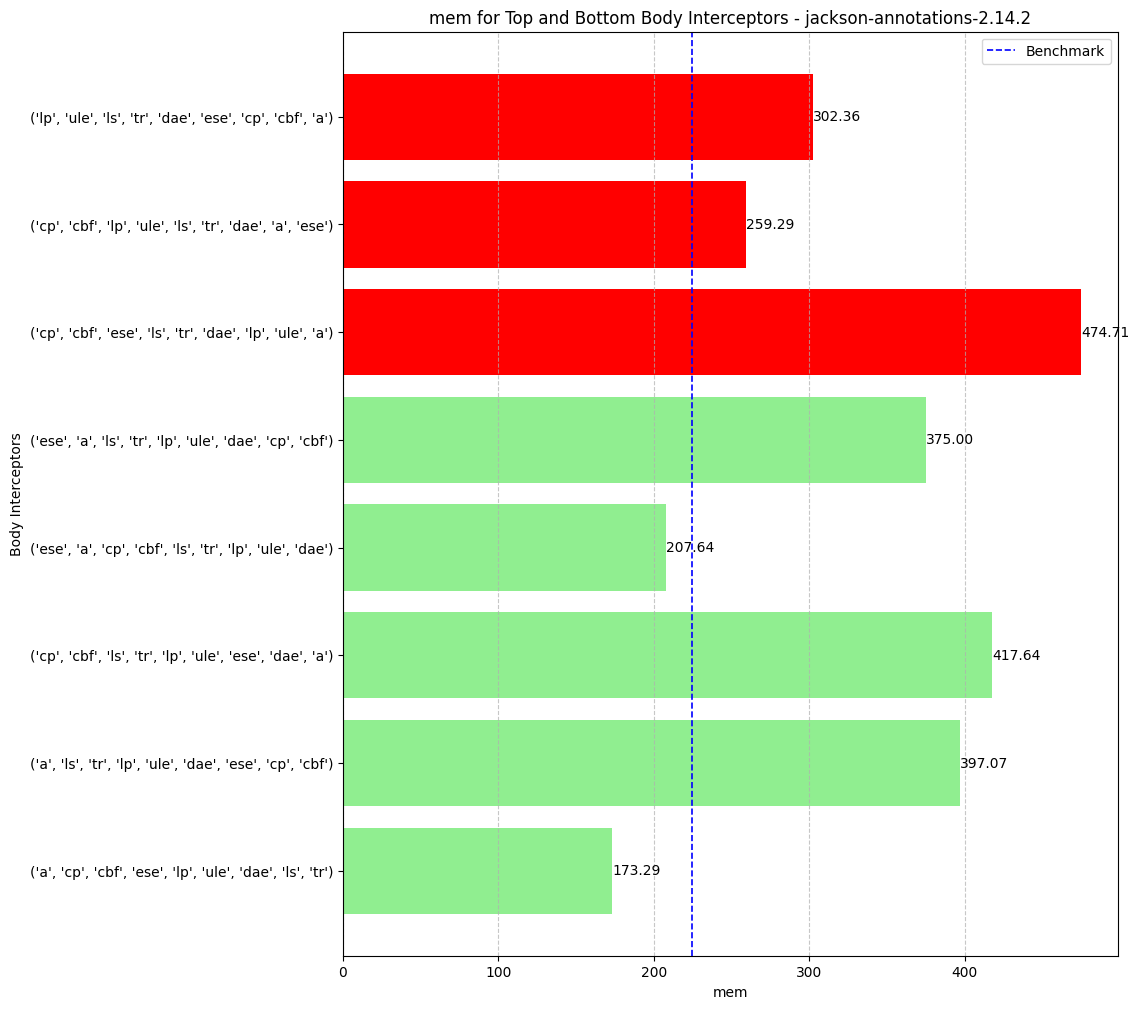 mem for Top and Bottom Body Interceptors - jackson-annotations-2.14.2
Benchmark
('lp', 'ule', 'ls', 'tr', 'dae', 'ese', 'cp', 'cbf', 'a')
302.36
('cp', 'cbf', 'lp', 'ule', 'ls', 'tr', 'dae', 'a', 'ese')
259.29
('cp', 'cbf', 'ese', 'ls', 'tr', 'dae', 'lp', 'ule', 'a')
474.71
('ese', 'a', 'ls', 'tr', 'lp', 'ule', 'dae', 'cp', 'cbf')
375.00
('ese', 'a', 'cp', 'cbf', 'ls', 'tr', 'lp', 'ule', 'dae')
207.64
('cp', 'cbf', 'ls', 'tr', 'lp', 'ule', 'ese', 'dae', 'a')
417.64
('a', 'ls', 'tr', 'lp', 'ule', 'dae', 'ese', 'cp', 'cbf')
397.07
('a', 'cp', 'cbf', 'ese', 'lp', 'ule', 'dae', 'ls', 'tr')
173.29
Body Interceptors
0 100 200 300 400
mem